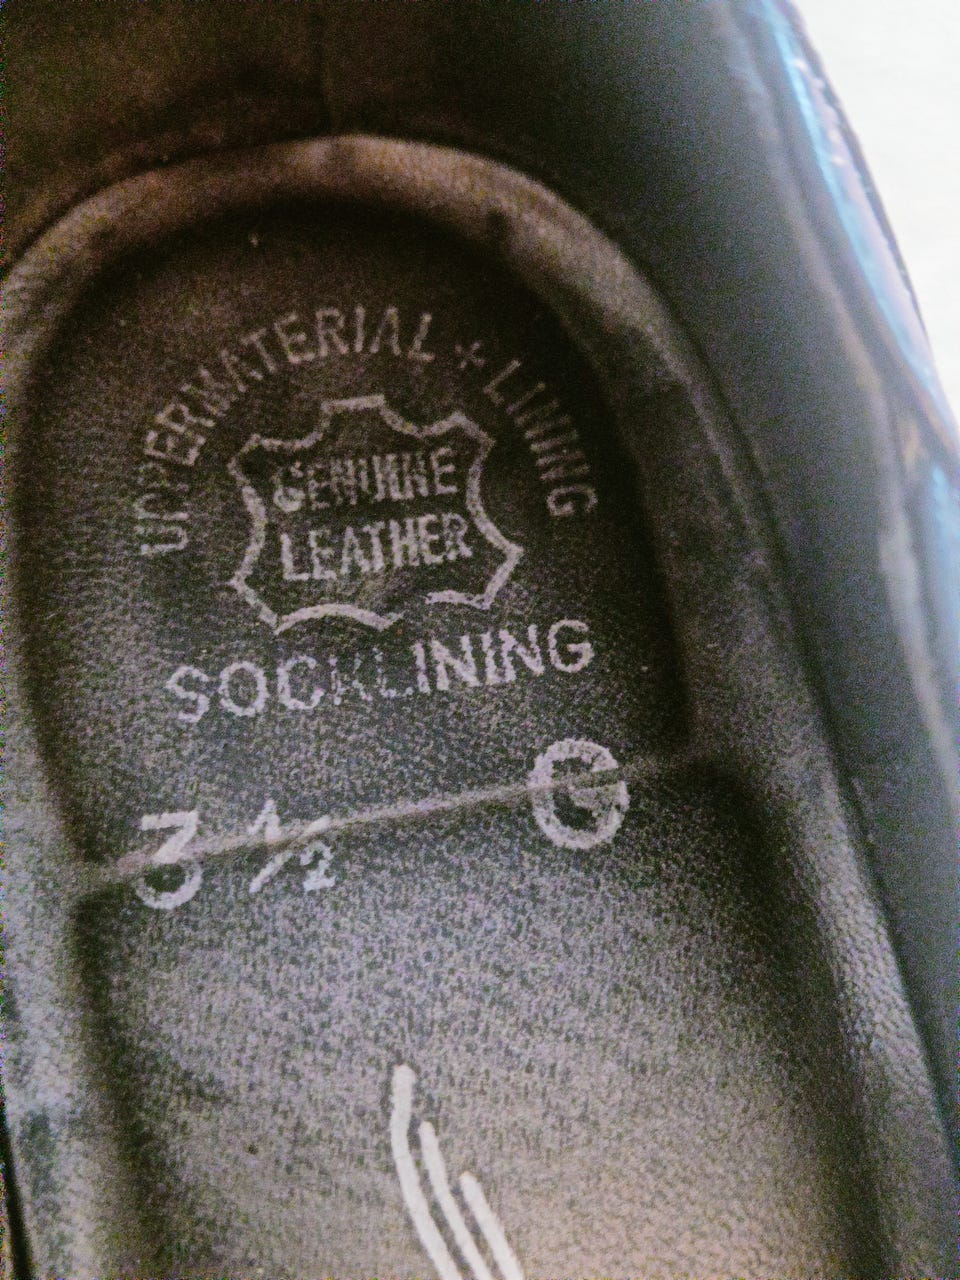 UPPERMATERIAL + LINING
GENUINE
LEATHER
SOCKLINING
3 1/2 G